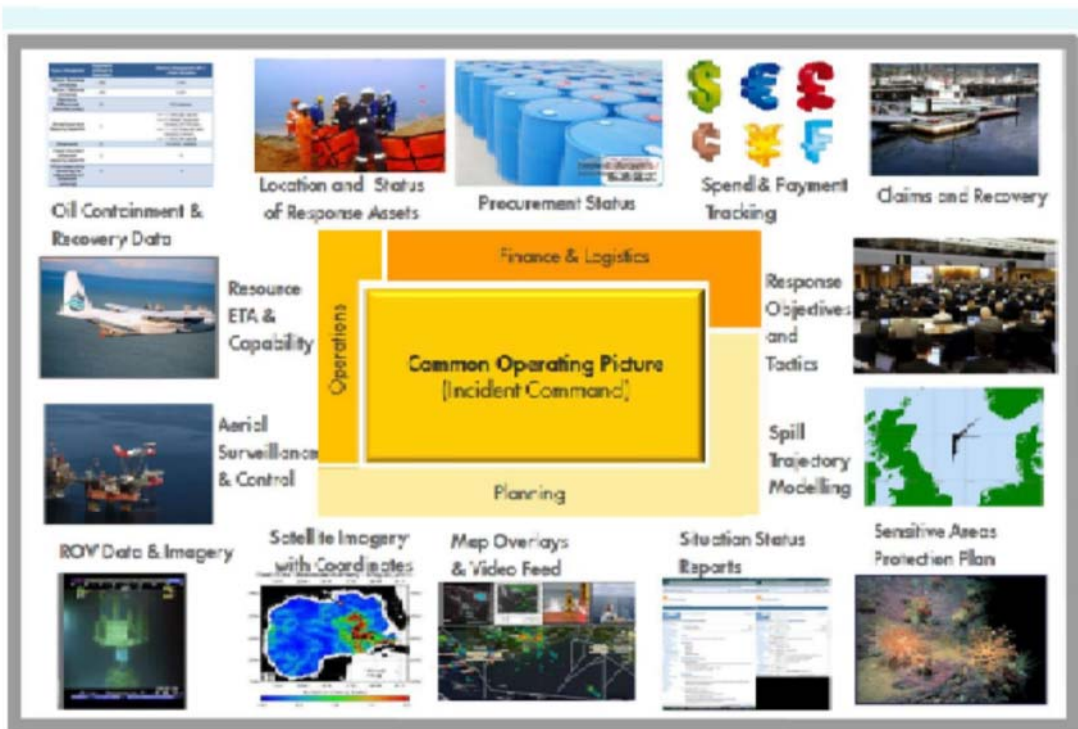 Oil Containment &
Recovery Data
Location and Status
of Response Assets
Procurement Status
Spend & Payment
Tracking
Claims and Recovery
Finance & Logistics
Resource
ETA &
Capability
Operations
Common Operating Picture
(Incident Command)
Response
Objectives
and
Tactics
Aerial
Surveillance
& Control
Planning
Spill
Trajectory
Modelling
ROV Data & Imagery
Satellite Imagery
with Coordinates
Map Overlays
& Video Feed
Situation Status
Reports
Sensitive Areas
Protection Plan